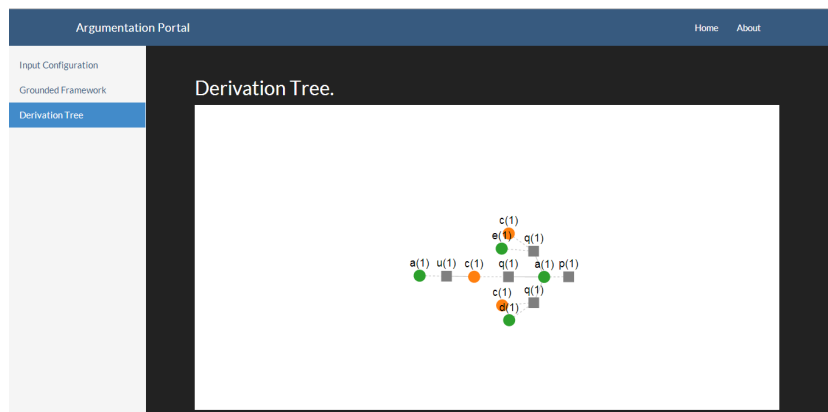 Argumentation Portal Home About
Input Configuration
Grounded Framework
Derivation Tree
Derivation Tree.
c(1)
e(1) q(1)
a(1) u(1) c(1) q(1) a(1) p(1)
c(1) q(1)
d(1)